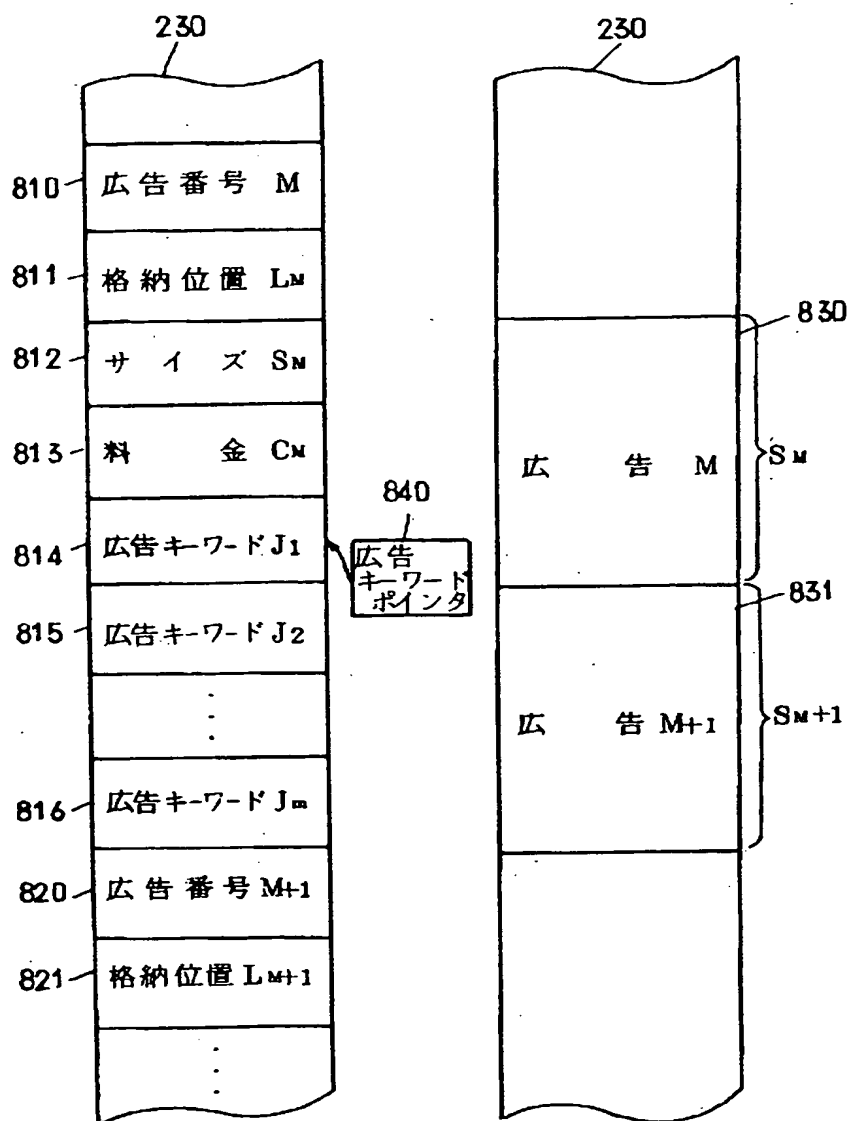 230
810 広告番号 M
811 格納位置 LM
812 サイズ SM
813 料金 CM
814 広告キーワード J1
815 広告キーワード J2
⋮
816 広告キーワード Jm
820 広告番号 M+1
821 格納位置 LM+1
⋮
840
広告
キーワード
ポインタ
230
830
広告 M
SM
831
広告 M+1
SM+1